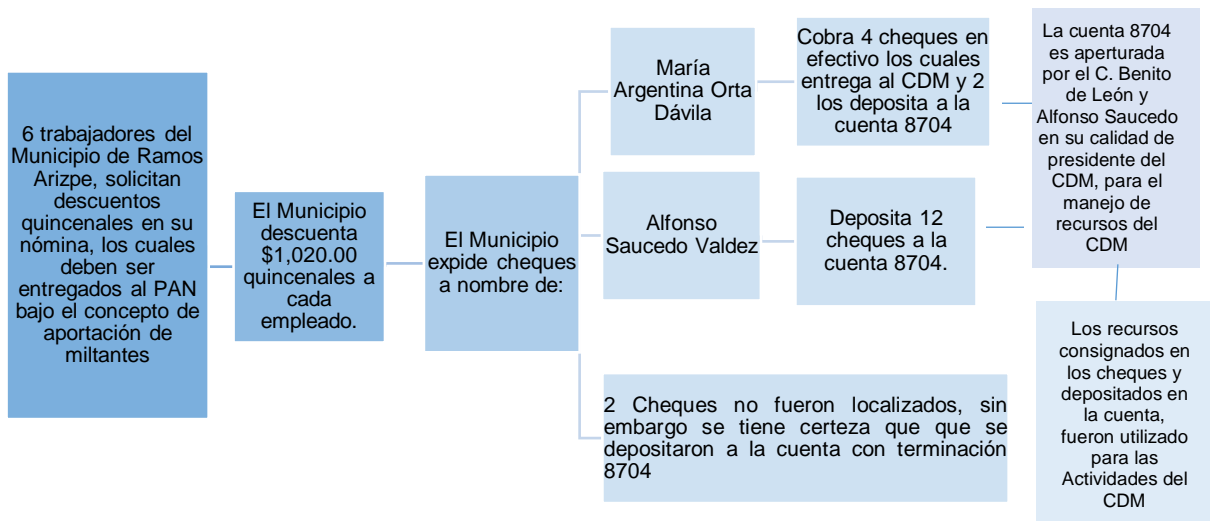 6 trabajadores del
Municipio de Ramos
Arizpe, solicitan
descuentos
quincenales en su
nómina, los cuales
deben ser
entregados al PAN
bajo el concepto de
aportación de
miltantes
El Municipio
descuenta
$1,020.00
quincenales a
cada
empleado.
El Municipio
expide cheques
a nombre de:
María
Argentina Orta
Dávila
Cobra 4 cheques en
efectivo los cuales
entrega al CDM y 2
los deposita a la
cuenta 8704
Alfonso
Saucedo Valdez
Deposita 12
cheques a la
cuenta 8704.
2 Cheques no fueron localizados, sin
embargo se tiene certeza que que se
depositaron a la cuenta con terminación
8704
La cuenta 8704
es aperturada
por el C. Benito
de León y
Alfonso Saucedo
en su calidad de
presidente del
CDM, para el
manejo de
recursos del
CDM
Los recursos
consignados en
los cheques y
depositados en
la cuenta,
fueron utilizado
para las
Actividades del
CDM